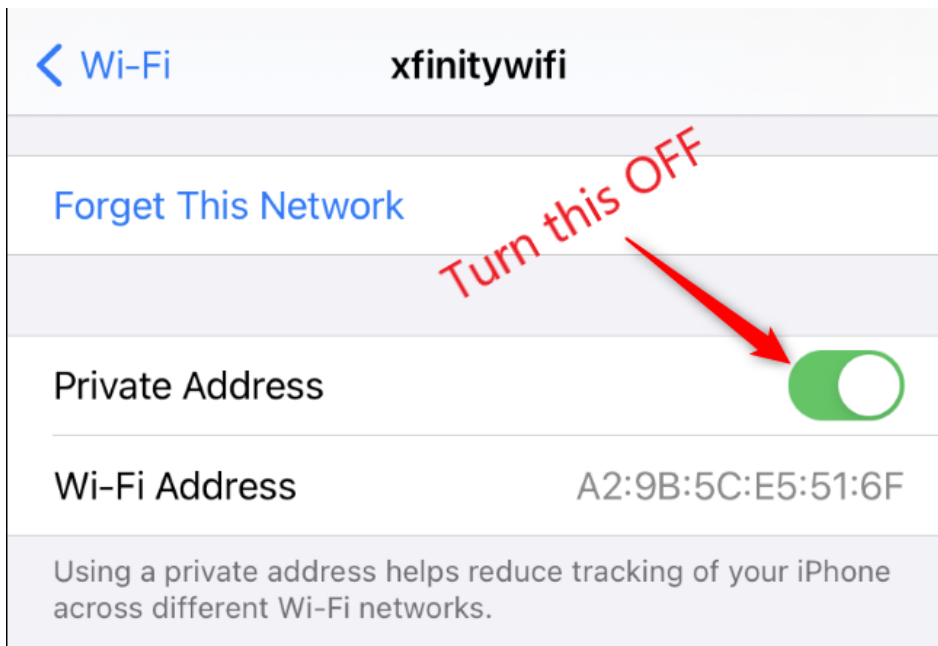 Wi-Fi
xfinitywifi
Forget This Network
Turn this OFF
Private Address
Wi-Fi Address
A2:9B:5C:E5:51:6F
Using a private address helps reduce tracking of your iPhone
across different Wi-Fi networks.